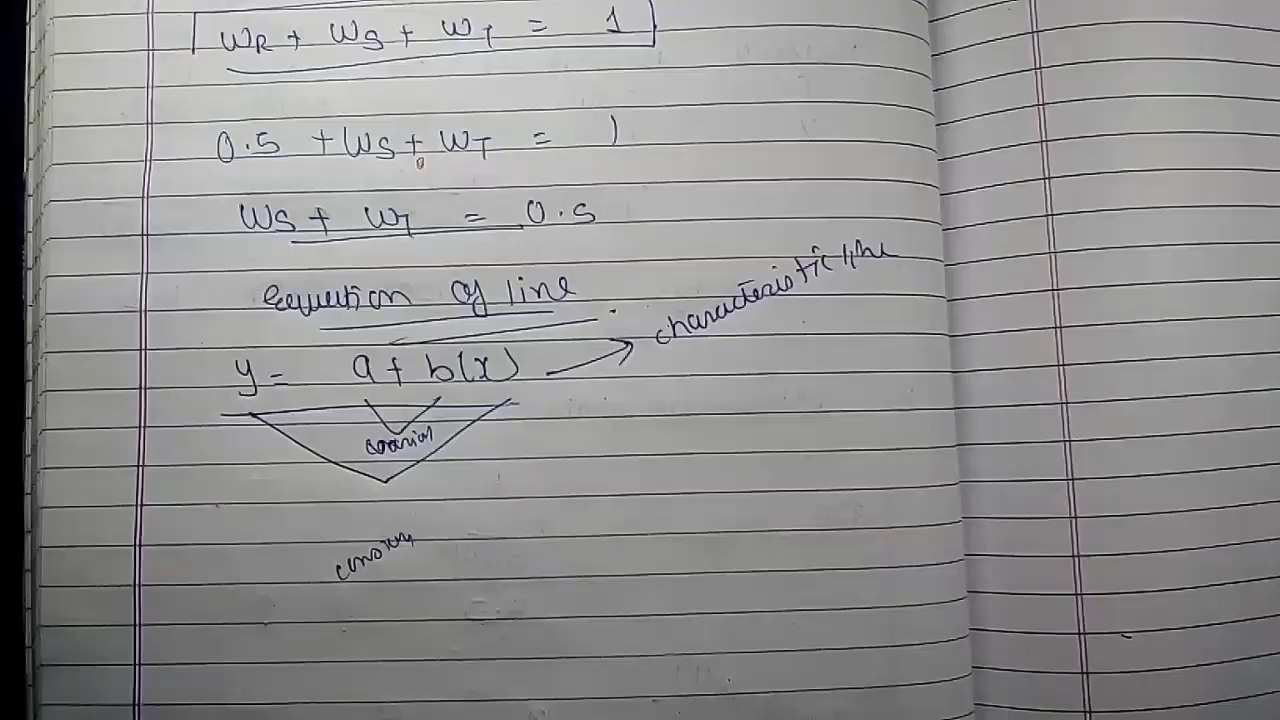 WR + WS + WT = 1
0.5 + WS + WT = 1
WS + WT = 0.5
Equation of line
y = a + b(x) → characteristic line